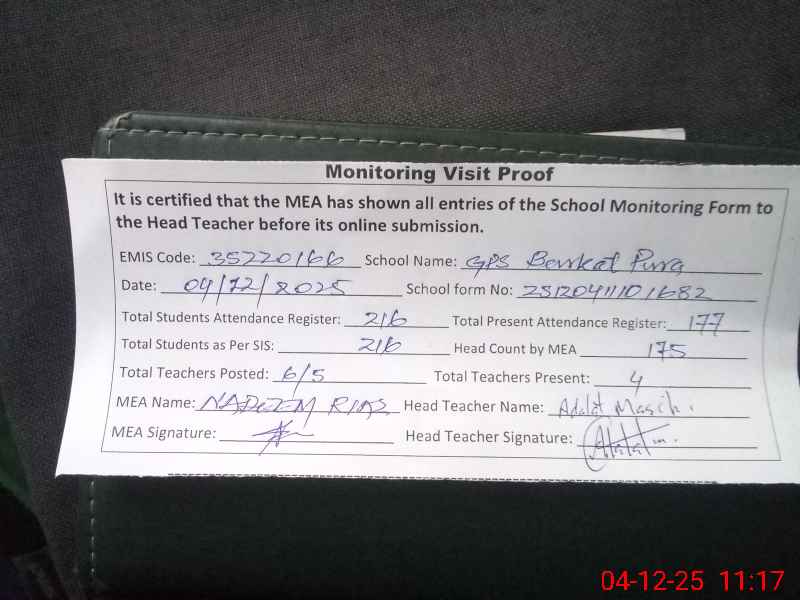 Monitoring Visit Proof
It is certified that the MEA has shown all entries of the School Monitoring Form to
the Head Teacher before its online submission.
EMIS Code: 35220166 School Name: GPS Barkat Pura
Date: 04/12/2025 School form No: 2512041101682
Total Students Attendance Register: 216 Total Present Attendance Register: 177
Total Students as Per SIS: 216 Head Count by MEA 175
Total Teachers Posted: 6/5 Total Teachers Present: 4
MEA Name: NADEEM RIAS Head Teacher Name: Adalat Masih.
MEA Signature: Head Teacher Signature:
04-12-25 11:17